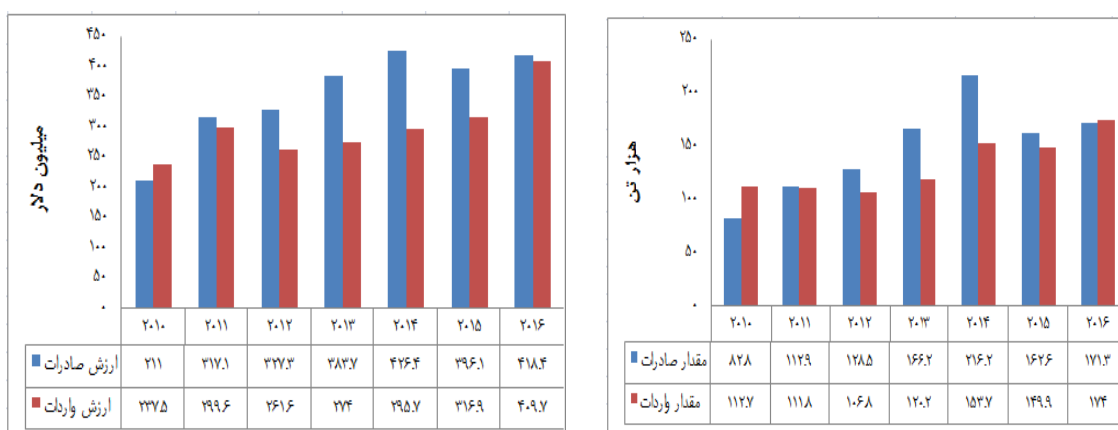 میلیون دلار
۴۵۰
۴۰۰
۳۵۰
۳۰۰
۲۵۰
۲۰۰
۱۵۰
۱۰۰
۵۰
۰
۲۰۱۰ ۲۰۱۱ ۲۰۱۲ ۲۰۱۳ ۲۰۱۴ ۲۰۱۵ ۲۰۱۶
ارزش صادرات ۲۱۱ ۳۱۷.۱ ۳۲۷.۳ ۳۸۳.۷ ۴۲۶.۴ ۳۹۶.۱ ۴۱۸.۴
ارزش واردات ۲۳۷.۵ ۲۹۹.۶ ۲۶۱.۶ ۲۷۴ ۲۹۵.۷ ۳۱۶.۹ ۴۰۹.۷
هزار تن
۲۵۰
۲۰۰
۱۵۰
۱۰۰
۵۰
۰
۲۰۱۰ ۲۰۱۱ ۲۰۱۲ ۲۰۱۳ ۲۰۱۴ ۲۰۱۵ ۲۰۱۶
مقدار صادرات ۸۲.۸ ۱۱۲.۹ ۱۲۸.۵ ۱۶۶.۲ ۲۱۶.۲ ۱۶۲.۶ ۱۷۱.۳
مقدار واردات ۱۱۲.۷ ۱۱۱.۸ ۱۰۶.۸ ۱۲۰.۲ ۱۵۳.۷ ۱۴۹.۹ ۱۷۴